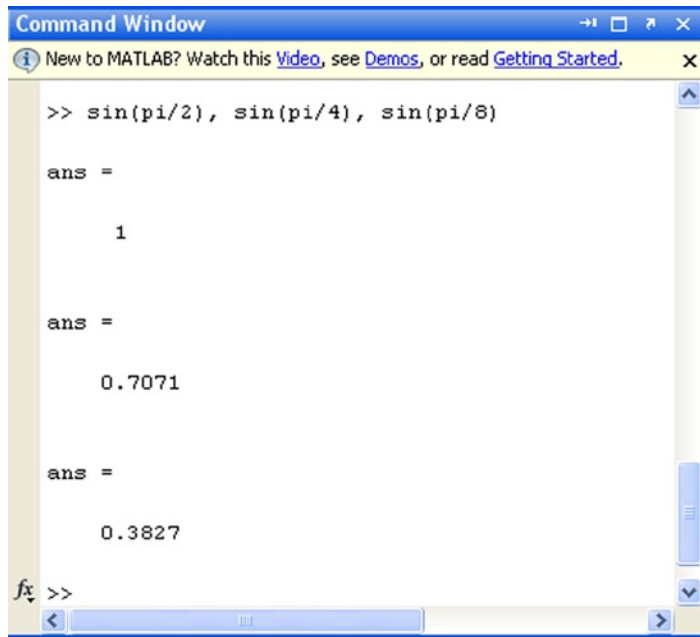 Command Window
New to MATLAB? Watch this Video, see Demos, or read Getting Started.
>> sin(pi/2), sin(pi/4), sin(pi/8)
ans =
1
ans =
0.7071
ans =
0.3827
fx >>